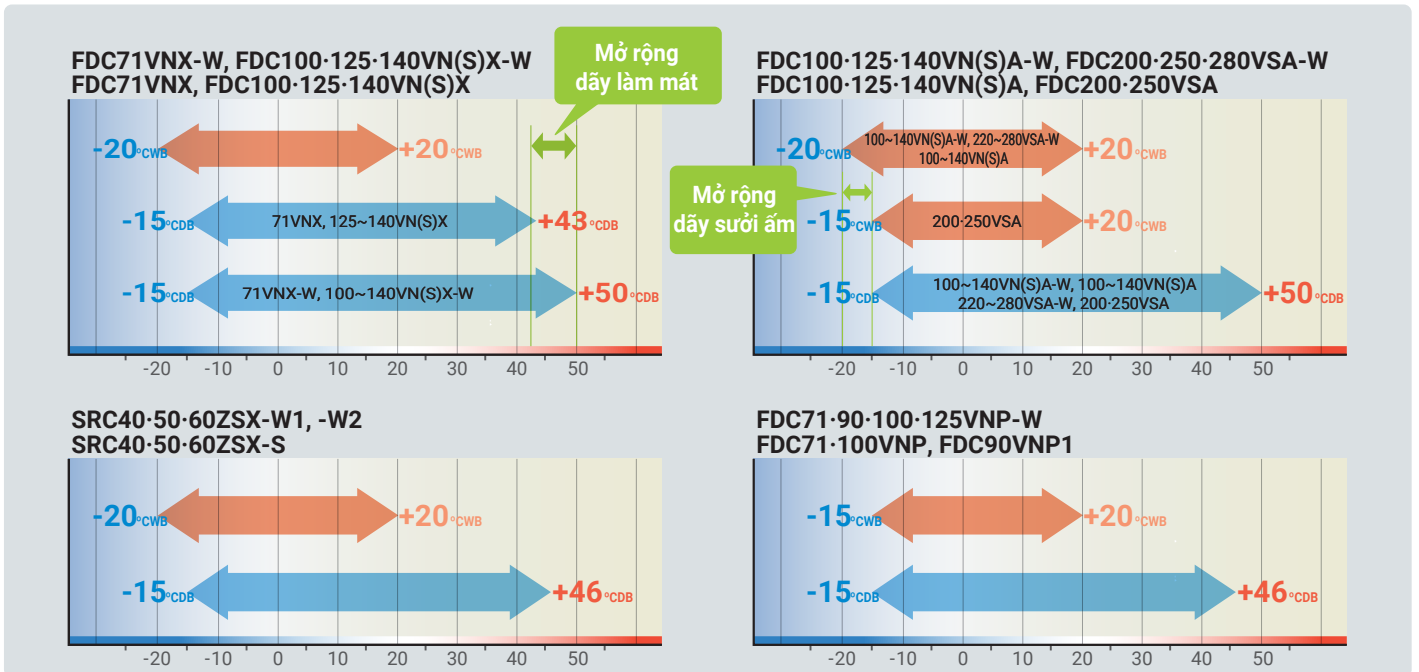 FDC71VNX-W, FDC100·125·140VN(S)X-W
FDC71VNX, FDC100·125·140VN(S)X
Mở rộng
dãy làm mát
-20°CWB
+20°CWB
-15°CDB
71VNX, 125~140VN(S)X
+43°CDB
-15°CDB
71VNX-W, 100~140VN(S)X-W
+50°CDB
-20 -10 0 10 20 30 40 50
FDC100·125·140VN(S)A-W, FDC200·250·280VSA-W
FDC100·125·140VN(S)A, FDC200·250VSA
-20°CWB
100~140VN(S)A-W, 220~280VSA-W
100~140VN(S)A
+20°CWB
Mở rộng
dãy sưởi ấm
-15°CWB
200·250VSA
+20°CWB
-15°CDB
100~140VN(S)A-W, 100~140VN(S)A
220~280VSA-W, 200·250VSA
+50°CDB
-20 -10 0 10 20 30 40 50
SRC40·50·60ZSX-W1, -W2
SRC40·50·60ZSX-S
-20°CWB
+20°CWB
-15°CDB
+46°CDB
-20 -10 0 10 20 30 40 50
FDC71·90·100·125VNP-W
FDC71·100VNP, FDC90VNP1
-15°CWB
+20°CWB
-15°CDB
+46°CDB
-20 -10 0 10 20 30 40 50